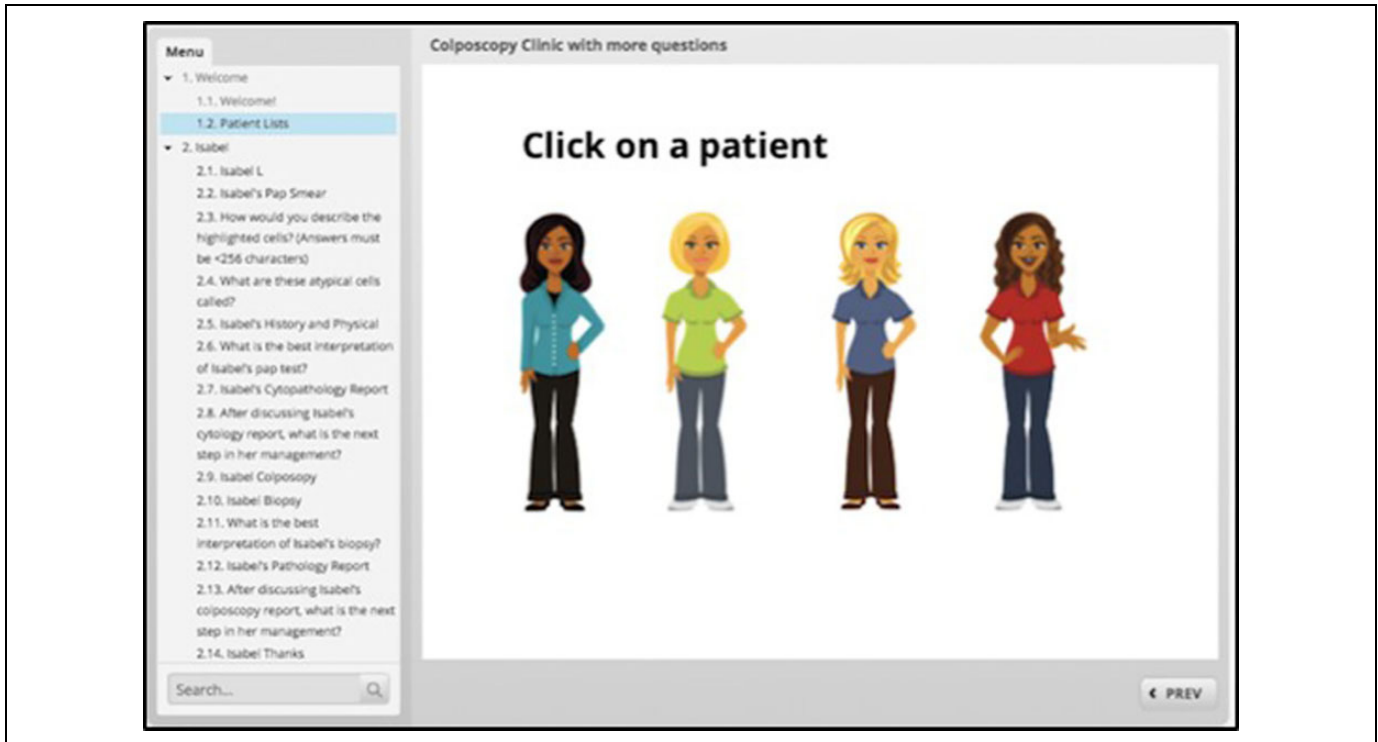 Menu
Colposcopy Clinic with more questions
1. Welcome
1.1. Welcome!
1.2. Patient Lists
2. Isabel
2.1. Isabel L
2.2. Isabel's Pap Smear
2.3. How would you describe the
highlighted cells? (Answers must
be <256 characters)
2.4. What are these atypical cells
called?
2.5. Isabel's History and Physical
2.6. What is the best interpretation
of Isabel's pap test?
2.7. Isabel's Cytopathology Report
2.8. After discussing Isabel's
cytology report, what is the next
step in her management?
2.9. Isabel Colposopy
2.10. Isabel Biopsy
2.11. What is the best
interpretation of Isabel's biopsy?
2.12. Isabel's Pathology Report
2.13. After discussing Isabel's
colposcopy report, what is the next
step in her management?
2.14. Isabel Thanks
Search...
Click on a patient
PREV